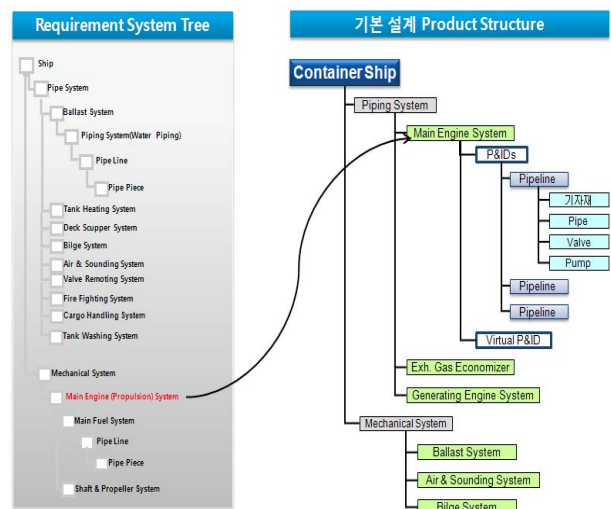 Requirement System Tree
Ship
Pipe System
Ballast System
Piping System(Water Piping)
Pipe Line
Pipe Piece
Tank Heating System
Deck Scupper System
Bilge System
Air & Sounding System
Valve Remoting System
Fire Fighting System
Cargo Handling System
Tank Washing System
Mechanical System
Main Engine (Propulsion) System
Main Fuel System
Pipe Line
Pipe Piece
Shaft & Propeller System
기본 설계 Product Structure
Container Ship
Piping System
Main Engine System
P&IDs
Pipeline
기자재
Pipe
Valve
Pump
Pipeline
Pipeline
Virtual P&ID
Exh. Gas Economizer
Generating Engine System
Mechanical System
Ballast System
Air & Sounding System
Bilge System